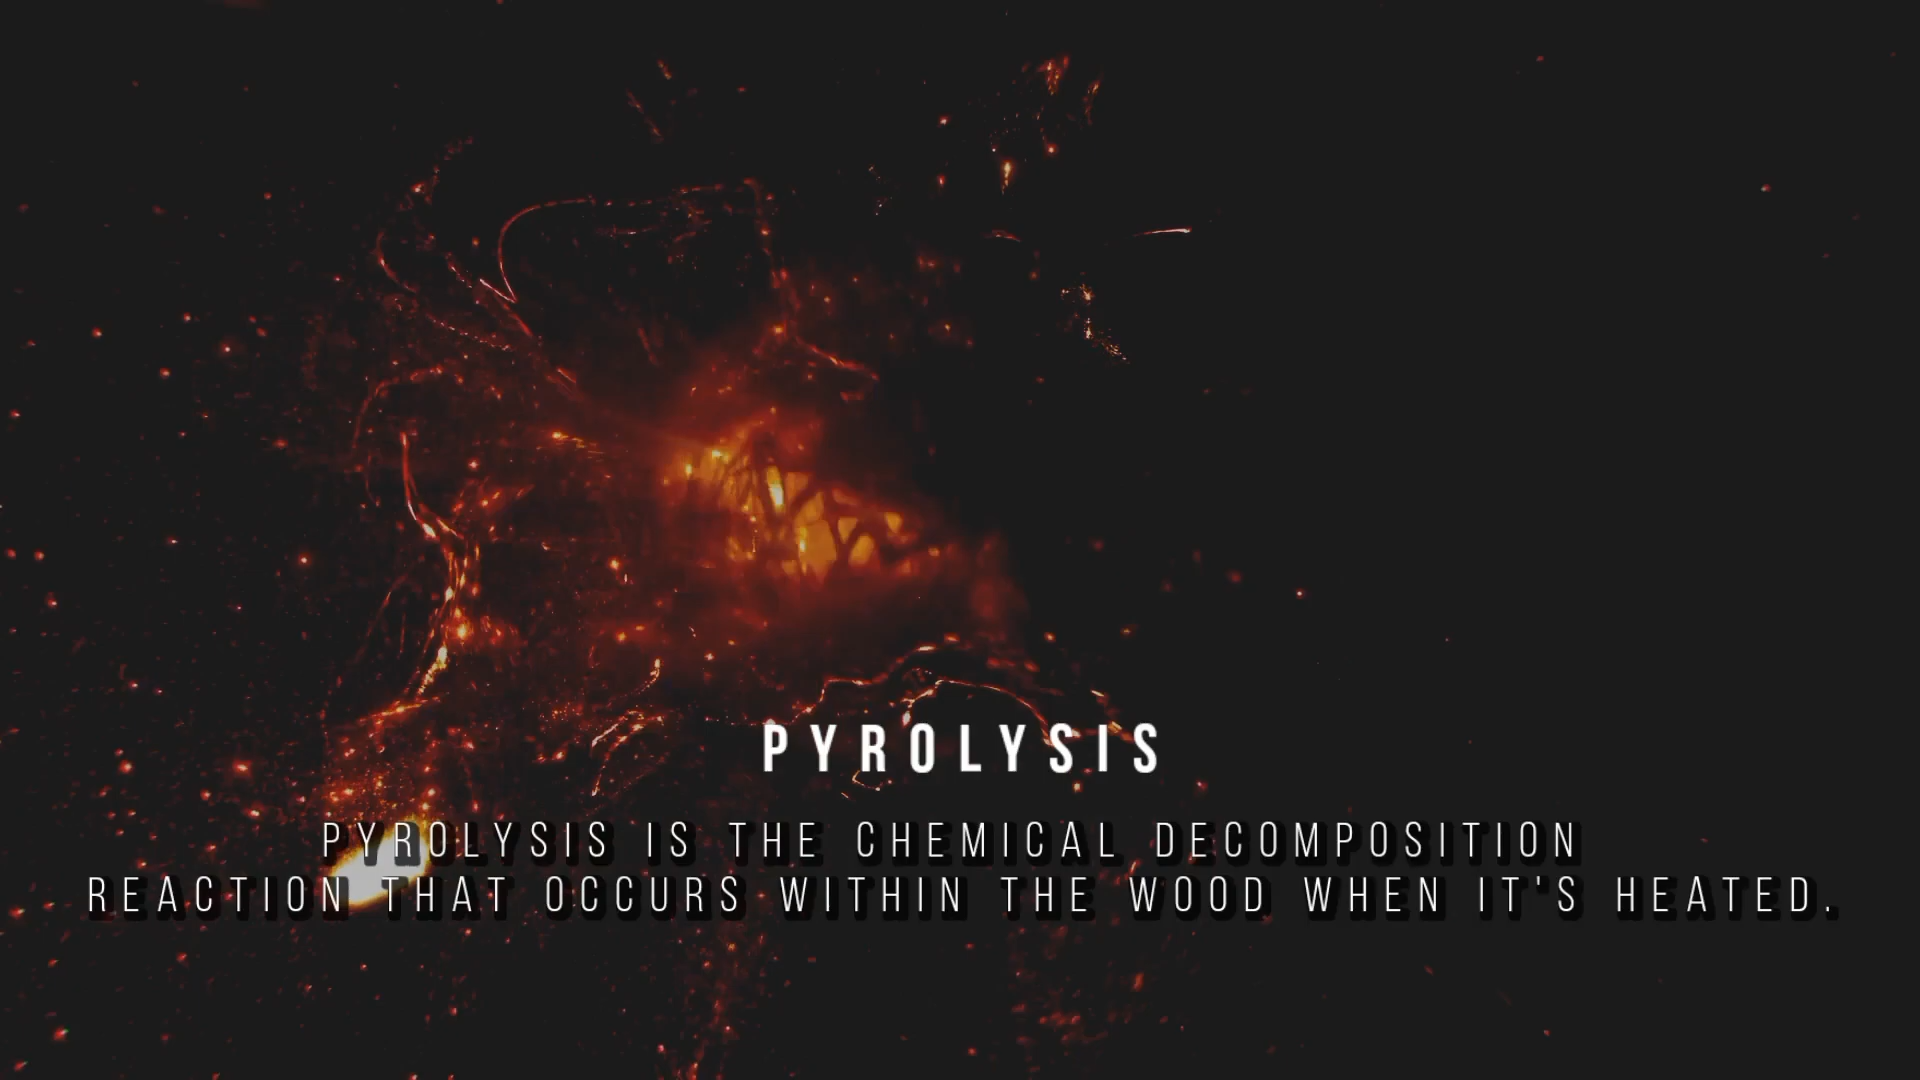 PYROLYSIS
PYROLYSIS IS THE CHEMICAL DECOMPOSITION
REACTION THAT OCCURS WITHIN THE WOOD WHEN IT'S HEATED.